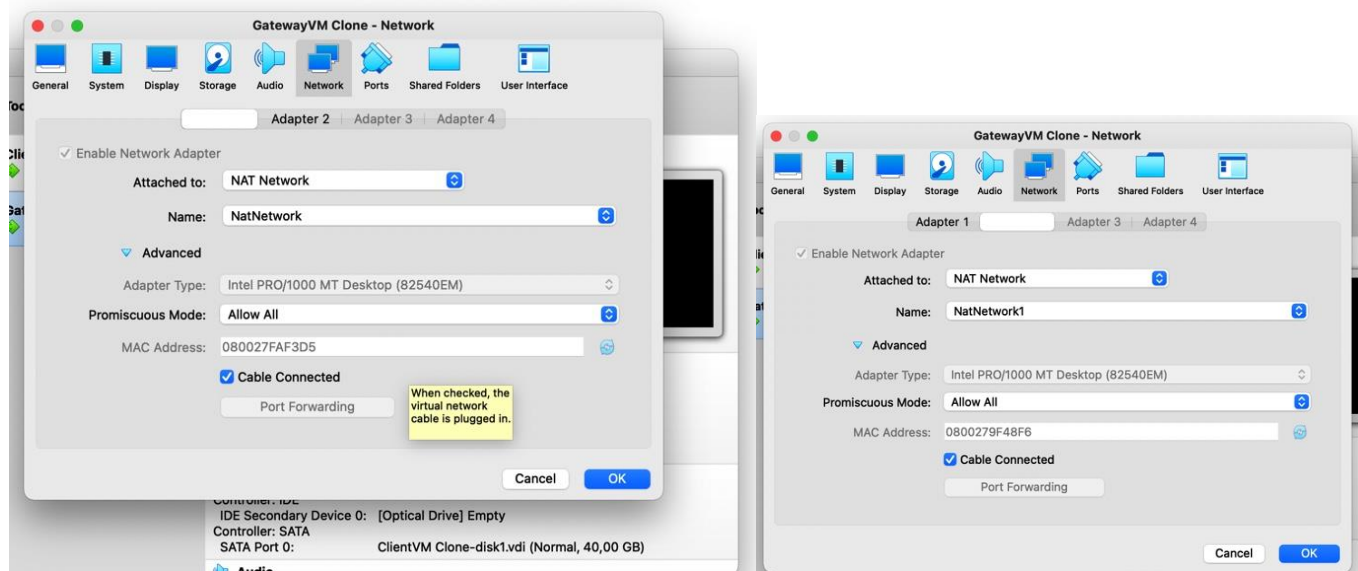 GatewayVM Clone - Network
General System Display Storage Audio Network Ports Shared Folders User Interface
Adapter 2 Adapter 3 Adapter 4
Enable Network Adapter
Attached to: NAT Network
Name: NatNetwork
Advanced
Adapter Type: Intel PRO/1000 MT Desktop (82540EM)
Promiscuous Mode: Allow All
MAC Address: 080027FAF3D5
Cable Connected
Port Forwarding
When checked, the
virtual network
cable is plugged in.
Cancel OK
Controller: IDE
IDE Secondary Device 0: [Optical Drive] Empty
Controller: SATA
SATA Port 0: ClientVM Clone-disk1.vdi (Normal, 40,00 GB)
Audio
GatewayVM Clone - Network
General System Display Storage Audio Network Ports Shared Folders User Interface
Adapter 1 Adapter 3 Adapter 4
Enable Network Adapter
Attached to: NAT Network
Name: NatNetwork1
Advanced
Adapter Type: Intel PRO/1000 MT Desktop (82540EM)
Promiscuous Mode: Allow All
MAC Address: 0800279F48F6
Cable Connected
Port Forwarding
Cancel OK